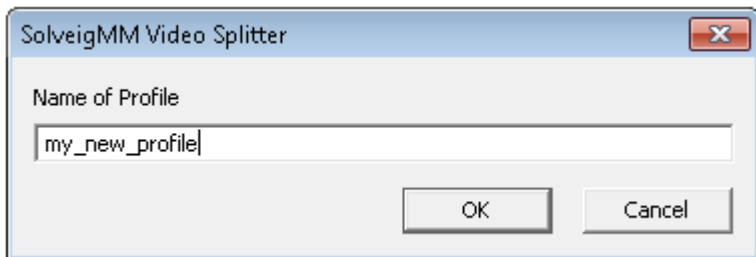 SolveigMM Video Splitter
Name of Profile
my_new_profile
OK Cancel